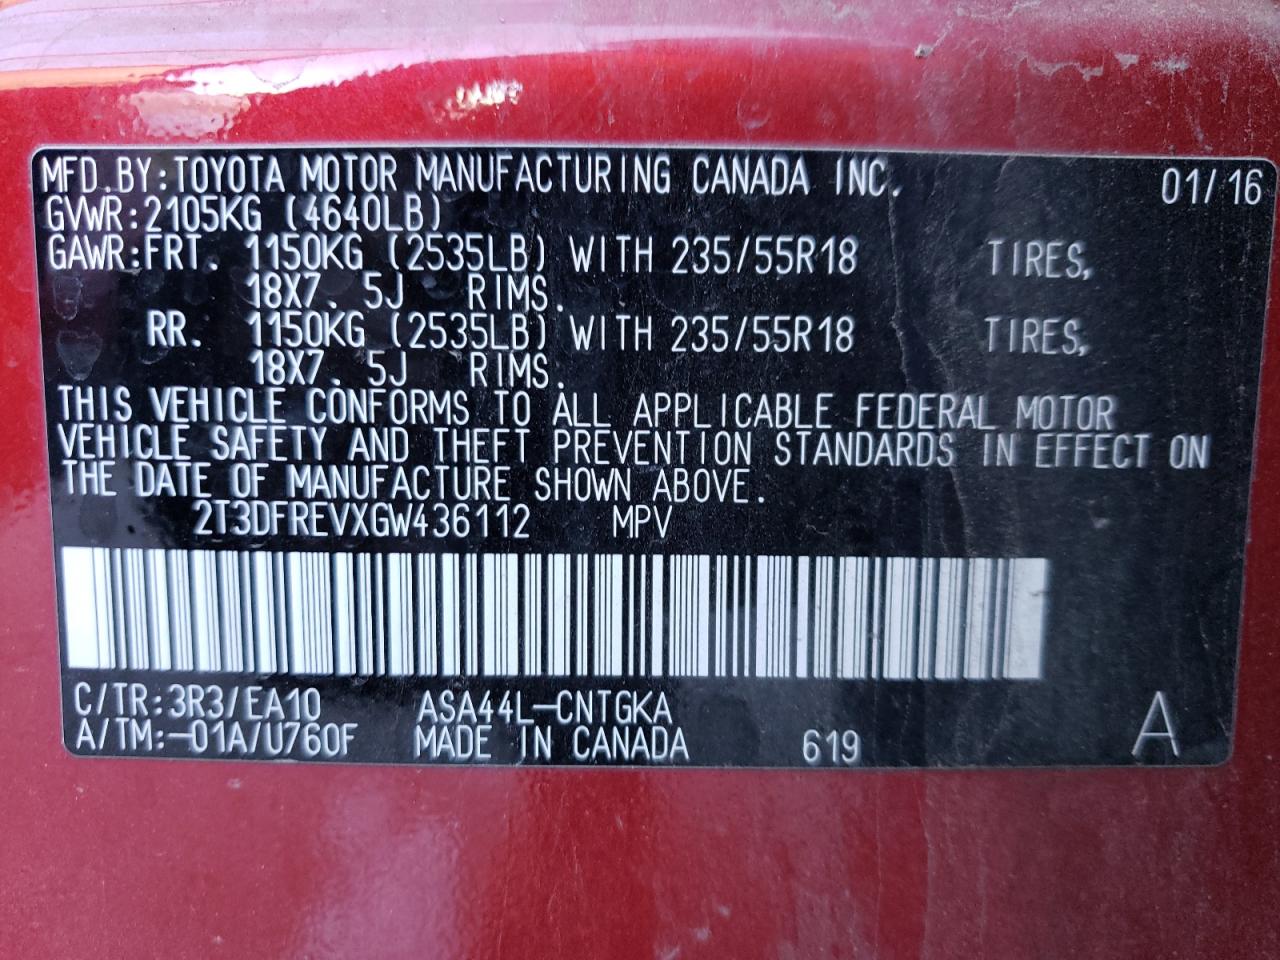 MFD.BY:TOYOTA MOTOR MANUFACTURING CANADA INC. 01/16
GVWR:2105KG (4640LB)
GAWR:FRT. 1150KG (2535LB) WITH 235/55R18 TIRES,
18X7.5J RIMS.
RR. 1150KG (2535LB) WITH 235/55R18 TIRES,
18X7.5J RIMS.
THIS VEHICLE CONFORMS TO ALL APPLICABLE FEDERAL MOTOR
VEHICLE SAFETY AND THEFT PREVENTION STANDARDS IN EFFECT ON
THE DATE OF MANUFACTURE SHOWN ABOVE.
2T3DFREVXGW436112 MPV
C/TR:3R3/EA10 ASA44L-CNTGKA A
A/TM:-01A/U760F MADE IN CANADA 619